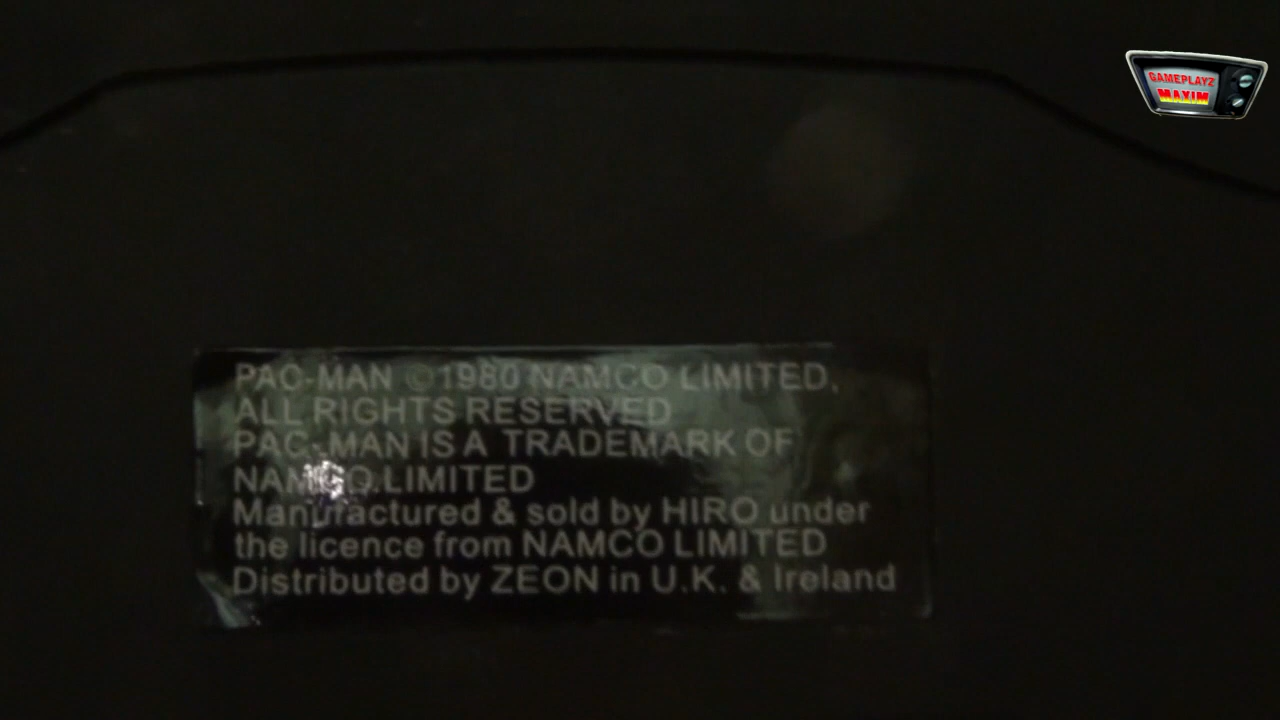 GAMEPLAYZ
MAXIM
PAC-MAN ©1980 NAMCO LIMITED,
ALL RIGHTS RESERVED
PAC-MAN IS A TRADEMARK OF
NAMCO LIMITED
Manufactured & sold by HIRO under
the licence from NAMCO LIMITED
Distributed by ZEON in U.K. & Ireland